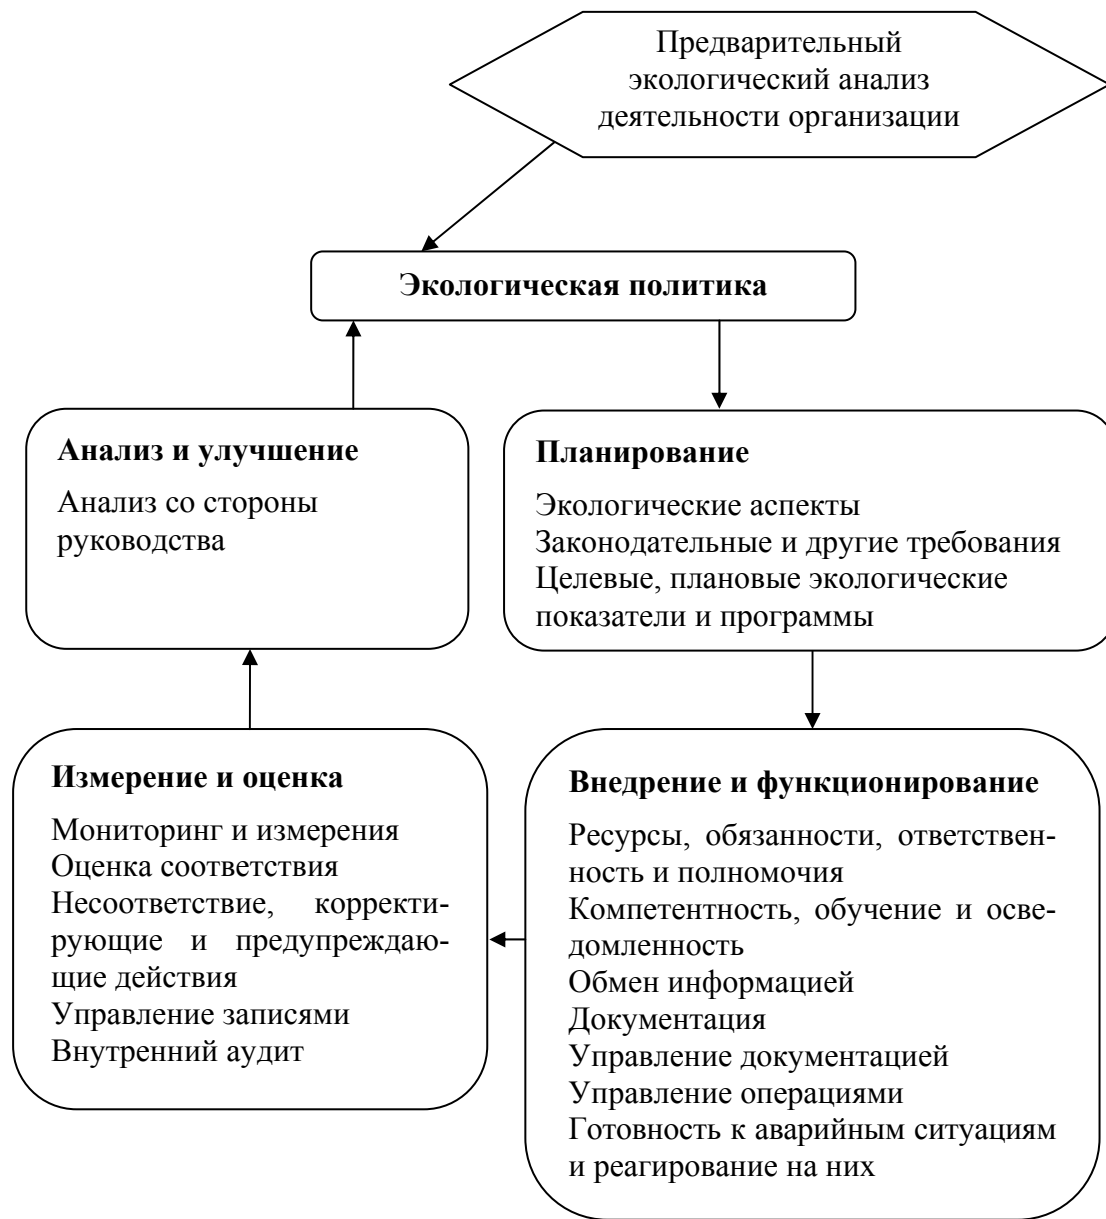 Предварительный
экологический анализ
деятельности организации
Экологическая политика
Анализ и улучшение
Анализ со стороны
руководства
Планирование
Экологические аспекты
Законодательные и другие требования
Целевые, плановые экологические
показатели и программы
Измерение и оценка
Мониторинг и измерения
Оценка соответствия
Несоответствие, корректи-
рующие и предупреждаю-
щие действия
Управление записями
Внутренний аудит
Внедрение и функционирование
Ресурсы, обязанности, ответствен-
ность и полномочия
Компетентность, обучение и осве-
домленность
Обмен информацией
Документация
Управление документацией
Управление операциями
Готовность к аварийным ситуациям
и реагирование на них